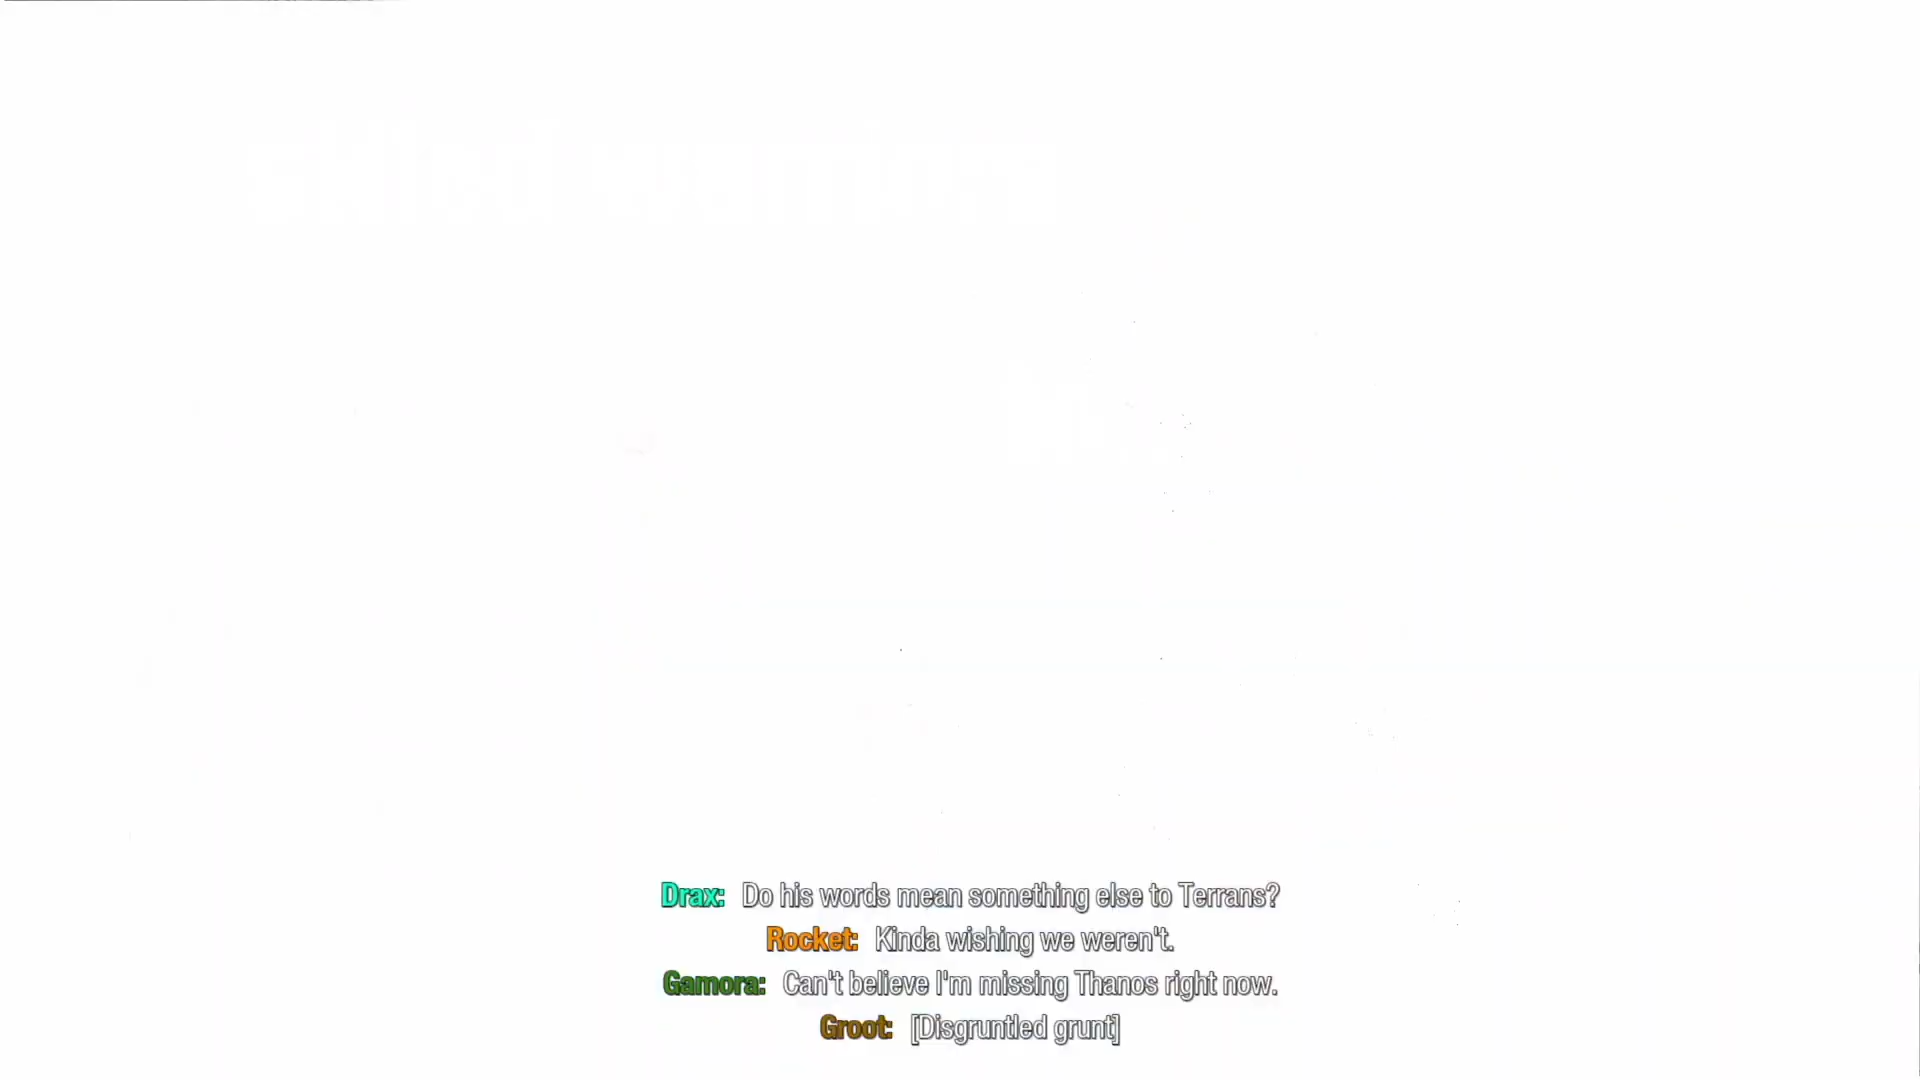 Drax: Do his words mean something else to Terrans?
Rocket: Kinda wishing we weren't.
Gamora: Can't believe I'm missing Thanos right now.
Groot: [Disgruntled grunt]